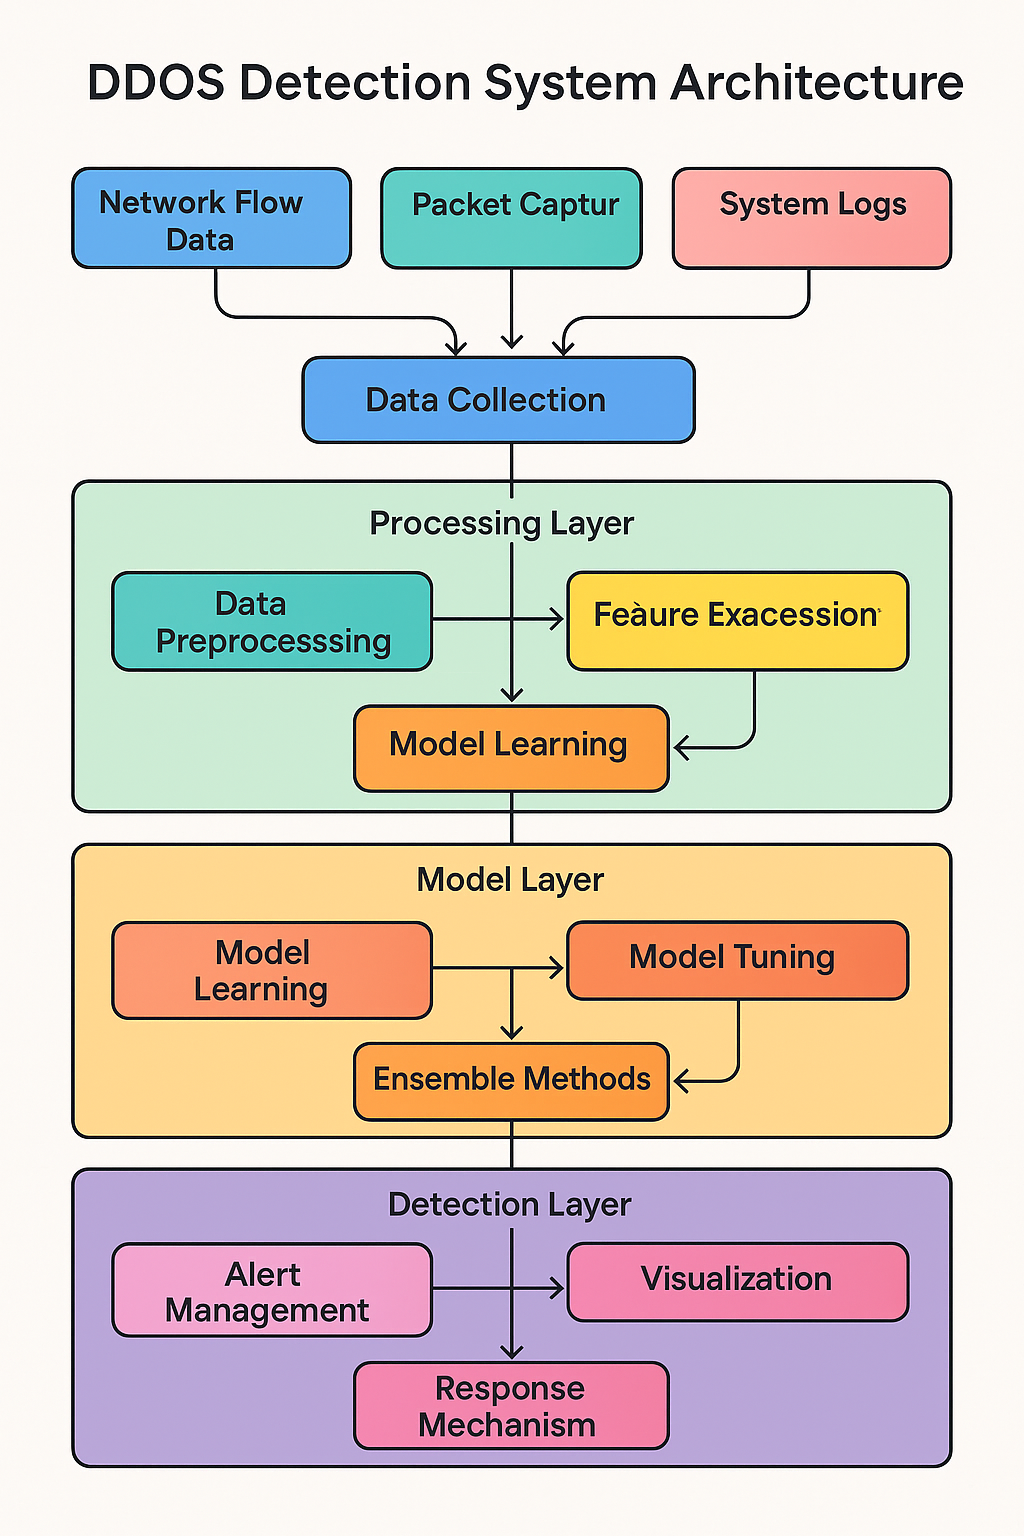 DDOS Detection System Architecture
Network Flow
Data
Packet Captur
System Logs
Data Collection
Processing Layer
Data
Preprocesssing
Feàure Exacession
Model Learning
Model Layer
Model
Learning
Model Tuning
Ensemble Methods
Detection Layer
Alert
Management
Visualization
Response
Mechanism